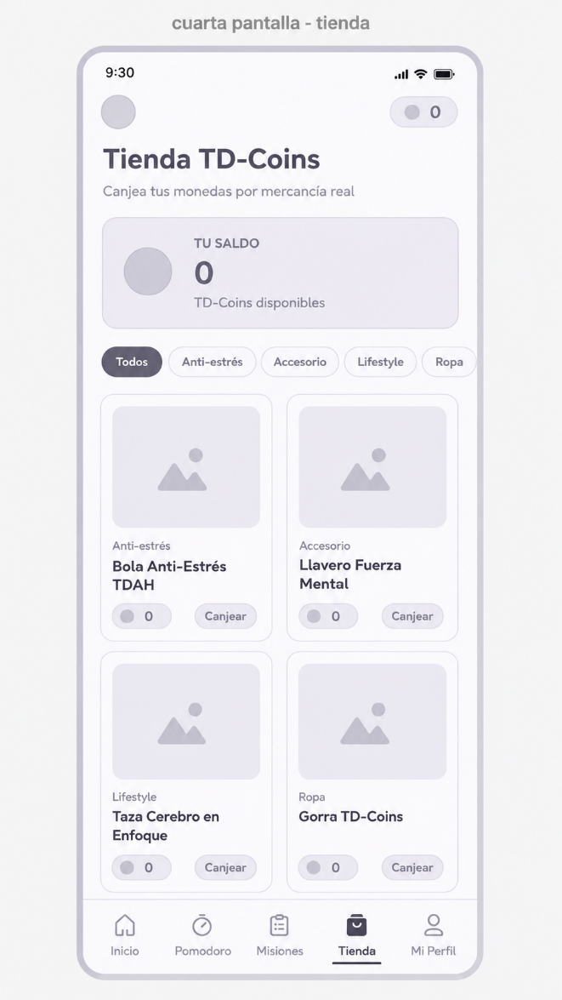 cuarta pantalla - tienda
9:30
0
Tienda TD-Coins
Canjea tus monedas por mercancía real
TU SALDO
0
TD-Coins disponibles
Todos
Anti-estrés
Accesorio
Lifestyle
Ropa
Anti-estrés
Bola Anti-Estrés
TDAH
0
Canjear
Accesorio
Llavero Fuerza
Mental
0
Canjear
Lifestyle
Taza Cerebro en
Enfoque
0
Canjear
Ropa
Gorra TD-Coins
0
Canjear
Inicio
Pomodoro
Misiones
Tienda
Mi Perfil